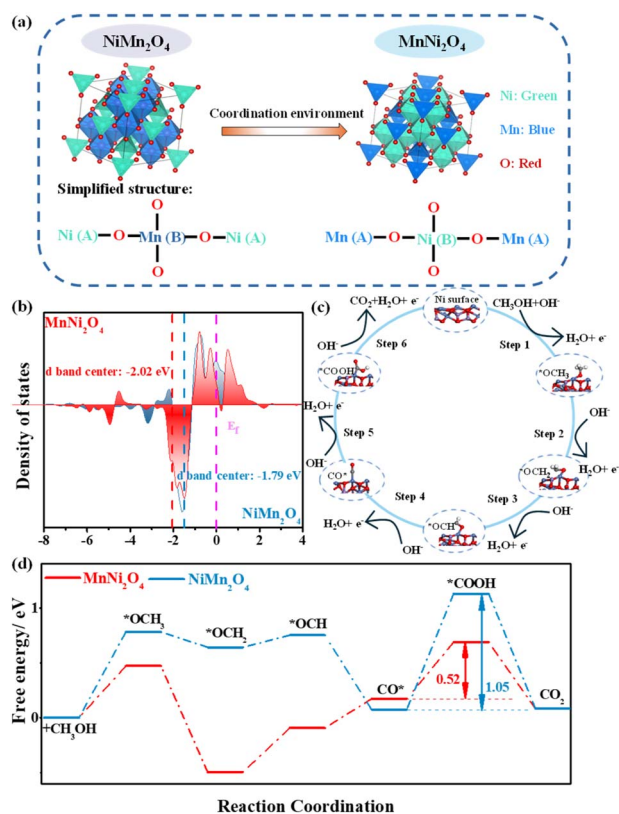 (a)
NiMn₂O₄
MnNi₂O₄
Coordination environment
Ni: Green
Mn: Blue
O: Red
Simplified structure:
O
Ni (A) O Mn (B) O Ni (A)
O
O
Mn (A) O Ni (B) O Mn (A)
O
(b)
MnNi₂O₄
d band center: -2.02 eV
E_f
d band center: -1.79 eV
NiMn₂O₄
Density of states
-8 -6 -4 -2 0 2 4
(c)
Ni surface
CH₃OH+OH⁻
Step 1
H₂O+ e⁻
*OCH₃
OH⁻
Step 2
H₂O+ e⁻
*OCH₂
OH⁻
Step 3
H₂O+ e⁻
*OCH
OH⁻
Step 4
H₂O+ e⁻
CO*
OH⁻
Step 5
H₂O+ e⁻
*COOH
OH⁻
Step 6
CO₂+H₂O+ e⁻
(d)
MnNi₂O₄
NiMn₂O₄
Free energy/ eV
1
0
+CH₃OH
*OCH₃
*OCH₂
*OCH
CO*
*COOH
0.52
1.05
CO₂
Reaction Coordination